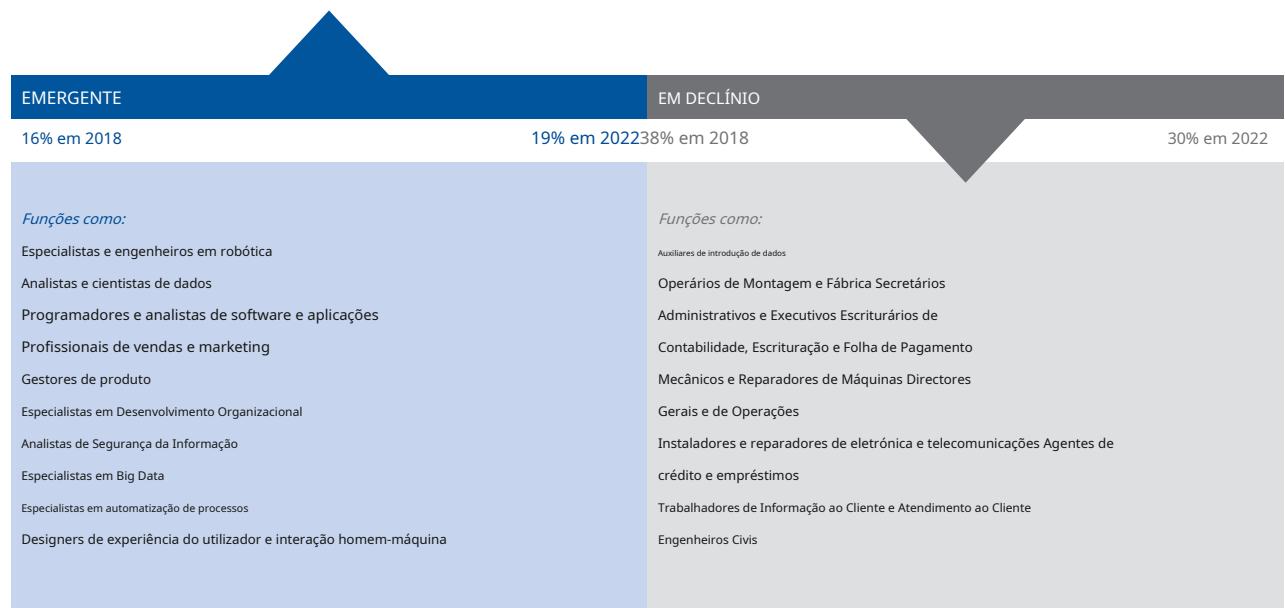 EMERGENTE
16% em 2018
19% em 2022
Funções como:
Especialistas e engenheiros em robótica
Analistas e cientistas de dados
Programadores e analistas de software e aplicações
Profissionais de vendas e marketing
Gestores de produto
Especialistas em Desenvolvimento Organizacional
Analistas de Segurança da Informação
Especialistas em Big Data
Especialistas em automatização de processos
Designers de experiência do utilizador e interação homem-máquina
EM DECLÍNIO
38% em 2018
30% em 2022
Funções como:
Auxiliares de introdução de dados
Operários de Montagem e Fábrica Secretários
Administrativos e Executivos Escriturários de
Contabilidade, Escrituração e Folha de Pagamento
Mecânicos e Reparadores de Máquinas Directores
Gerais e de Operações
Instaladores e reparadores de eletrónica e telecomunicações Agentes de
crédito e empréstimos
Trabalhadores de Informação ao Cliente e Atendimento ao Cliente
Engenheiros Civis